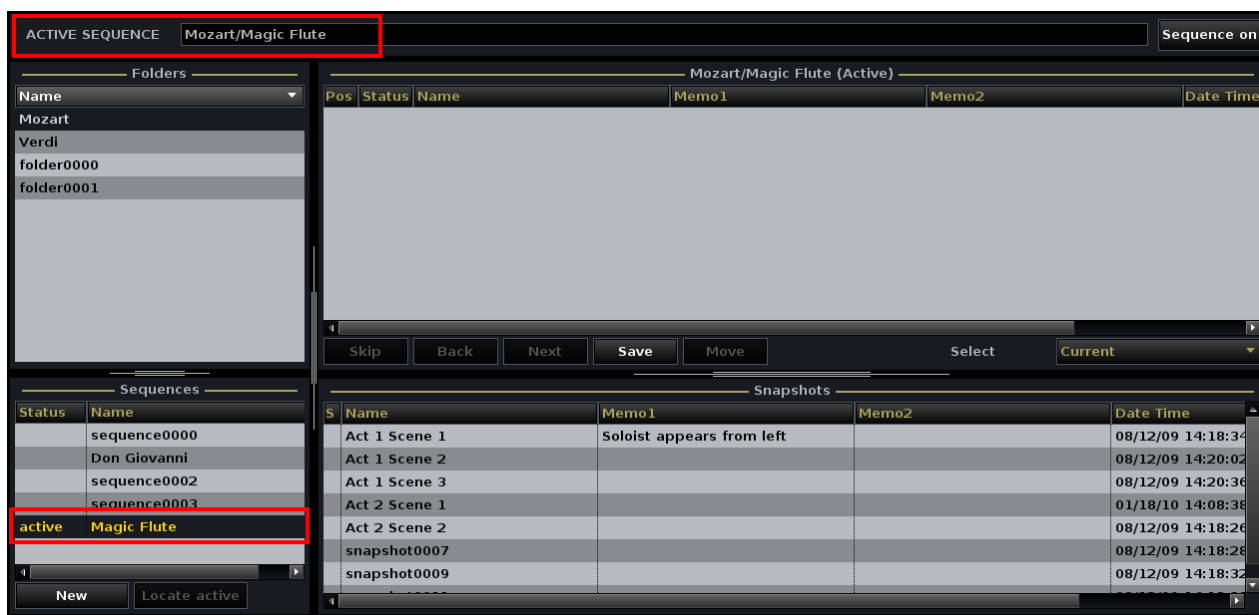 ACTIVE SEQUENCE Mozart/Magic Flute Sequence on
Folders
Name
Mozart
Verdi
folder0000
folder0001
Mozart/Magic Flute (Active)
Pos Status Name Memo1 Memo2 Date Time
Skip Back Next Save Move Select Current
Sequences
Status Name
sequence0000
Don Giovanni
sequence0002
sequence0003
active Magic Flute
New Locate active
Snapshots
S Name Memo1 Memo2 Date Time
Act 1 Scene 1 Soloist appears from left 08/12/09 14:18:34
Act 1 Scene 2 08/12/09 14:20:02
Act 1 Scene 3 08/12/09 14:20:36
Act 2 Scene 1 01/18/10 14:08:38
Act 2 Scene 2 08/12/09 14:18:26
snapshot0007 08/12/09 14:18:28
snapshot0009 08/12/09 14:18:32